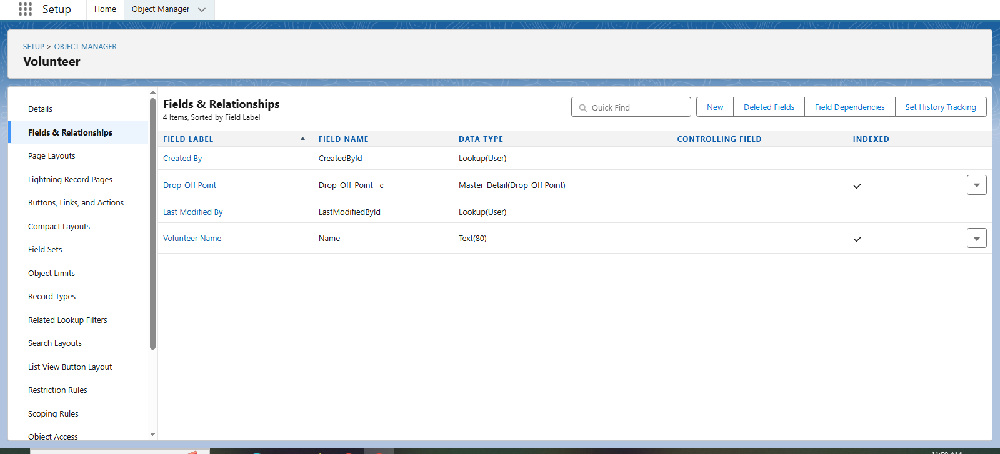 Setup Home Object Manager
SETUP > OBJECT MANAGER
Volunteer
Details
Fields & Relationships
Page Layouts
Lightning Record Pages
Buttons, Links, and Actions
Compact Layouts
Field Sets
Object Limits
Record Types
Related Lookup Filters
Search Layouts
List View Button Layout
Restriction Rules
Scoping Rules
Object Access
Fields & Relationships
4 Items, Sorted by Field Label
Quick Find New Deleted Fields Field Dependencies Set History Tracking
FIELD LABEL FIELD NAME DATA TYPE CONTROLLING FIELD INDEXED
Created By CreatedById Lookup(User)
Drop-Off Point Drop_Off_Point__c Master-Detail(Drop-Off Point)
Last Modified By LastModifiedById Lookup(User)
Volunteer Name Name Text(80)